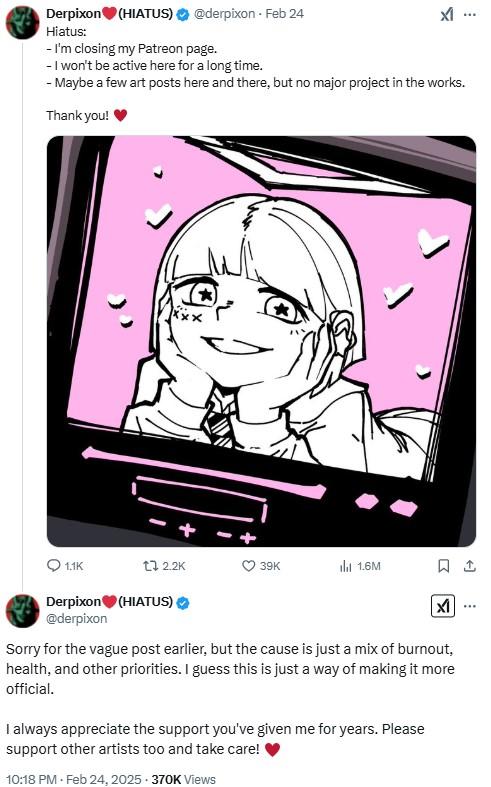 Derpixon❤️(HIATUS) @derpixon · Feb 24
Hiatus:
- I'm closing my Patreon page.
- I won't be active here for a long time.
- Maybe a few art posts here and there, but no major project in the works.
Thank you! ❤️
1.1K 2.2K 39K 1.6M
Derpixon❤️(HIATUS)
@derpixon
Sorry for the vague post earlier, but the cause is just a mix of burnout,
health, and other priorities. I guess this is just a way of making it more
official.
I always appreciate the support you've given me for years. Please
support other artists too and take care! ❤️
10:18 PM · Feb 24, 2025 · 370K Views